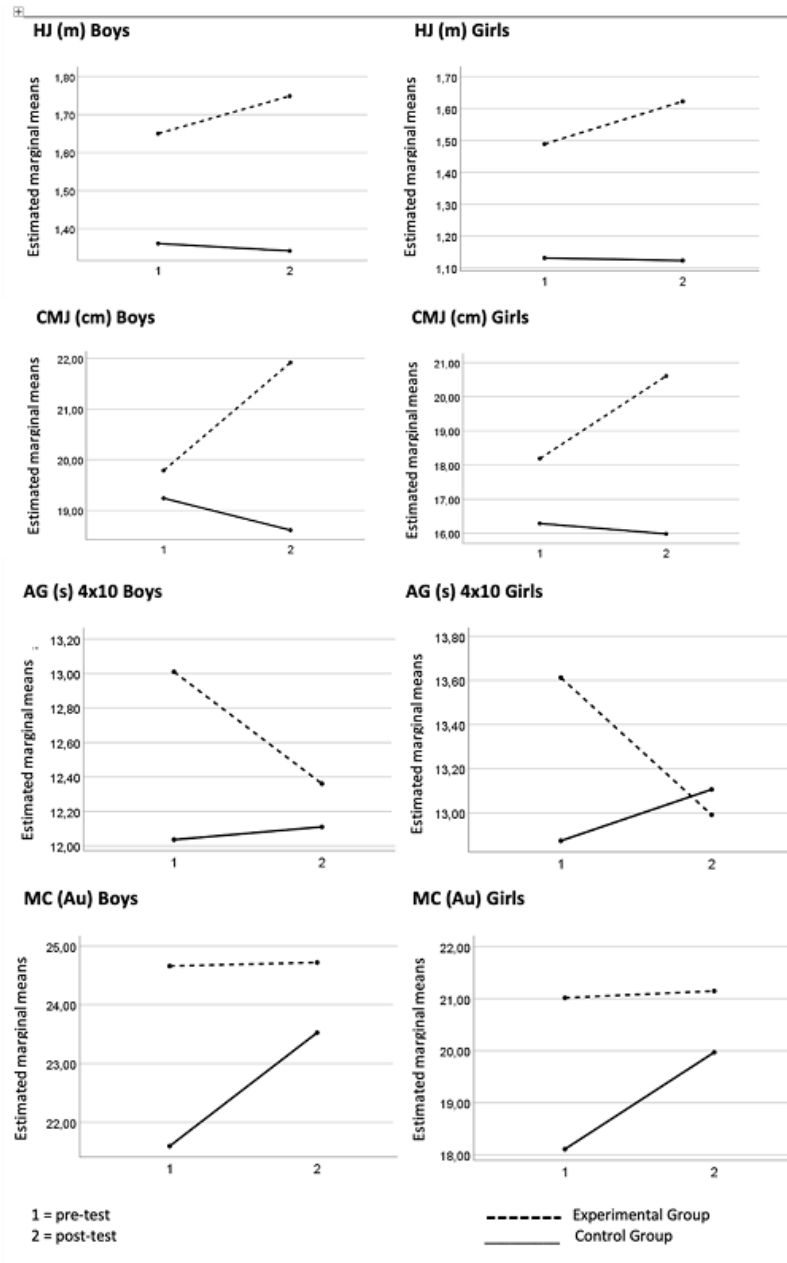 HJ (m) Boys
Estimated marginal means
1,80
1,70
1,60
1,50
1,40
1
2
HJ (m) Girls
Estimated marginal means
1,70
1,60
1,50
1,40
1,30
1,20
1,10
1
2
CMJ (cm) Boys
Estimated marginal means
22,00
21,00
20,00
19,00
1
2
CMJ (cm) Girls
Estimated marginal means
21,00
20,00
19,00
18,00
17,00
16,00
1
2
AG (s) 4x10 Boys
Estimated marginal means
13,20
13,00
12,80
12,60
12,40
12,20
12,00
1
2
AG (s) 4x10 Girls
Estimated marginal means
13,80
13,60
13,40
13,20
13,00
1
2
MC (Au) Boys
Estimated marginal means
25,00
24,00
23,00
22,00
1
2
MC (Au) Girls
Estimated marginal means
22,00
21,00
20,00
19,00
18,00
1
2
1 = pre-test
2 = post-test
Experimental Group
Control Group